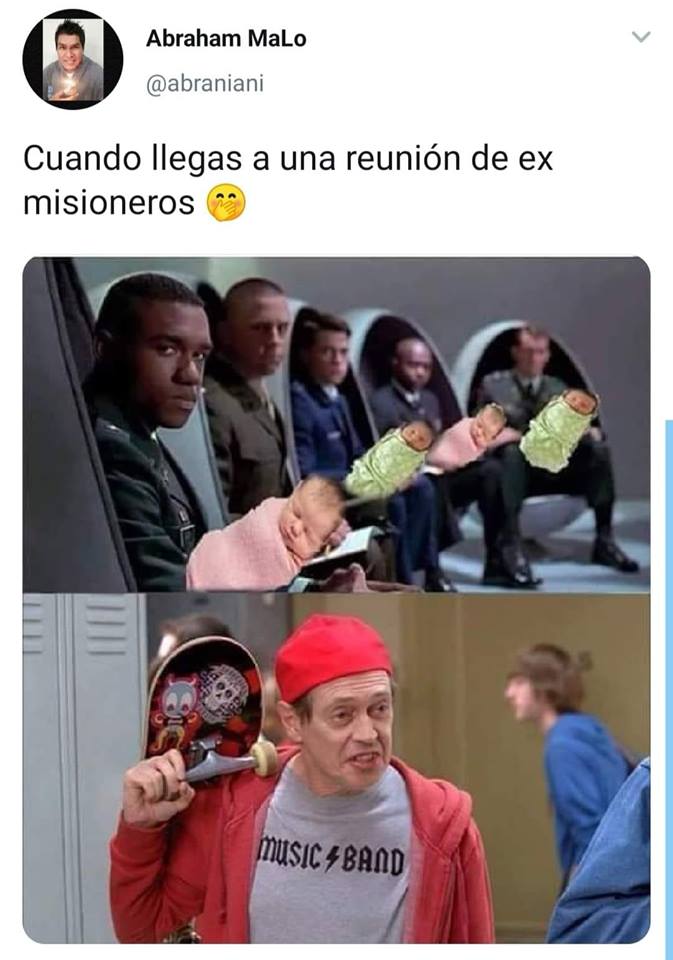 Abraham MaLo
@abraniani
Cuando llegas a una reunión de ex
misioneros 🤭
MUSIC⚡BAND